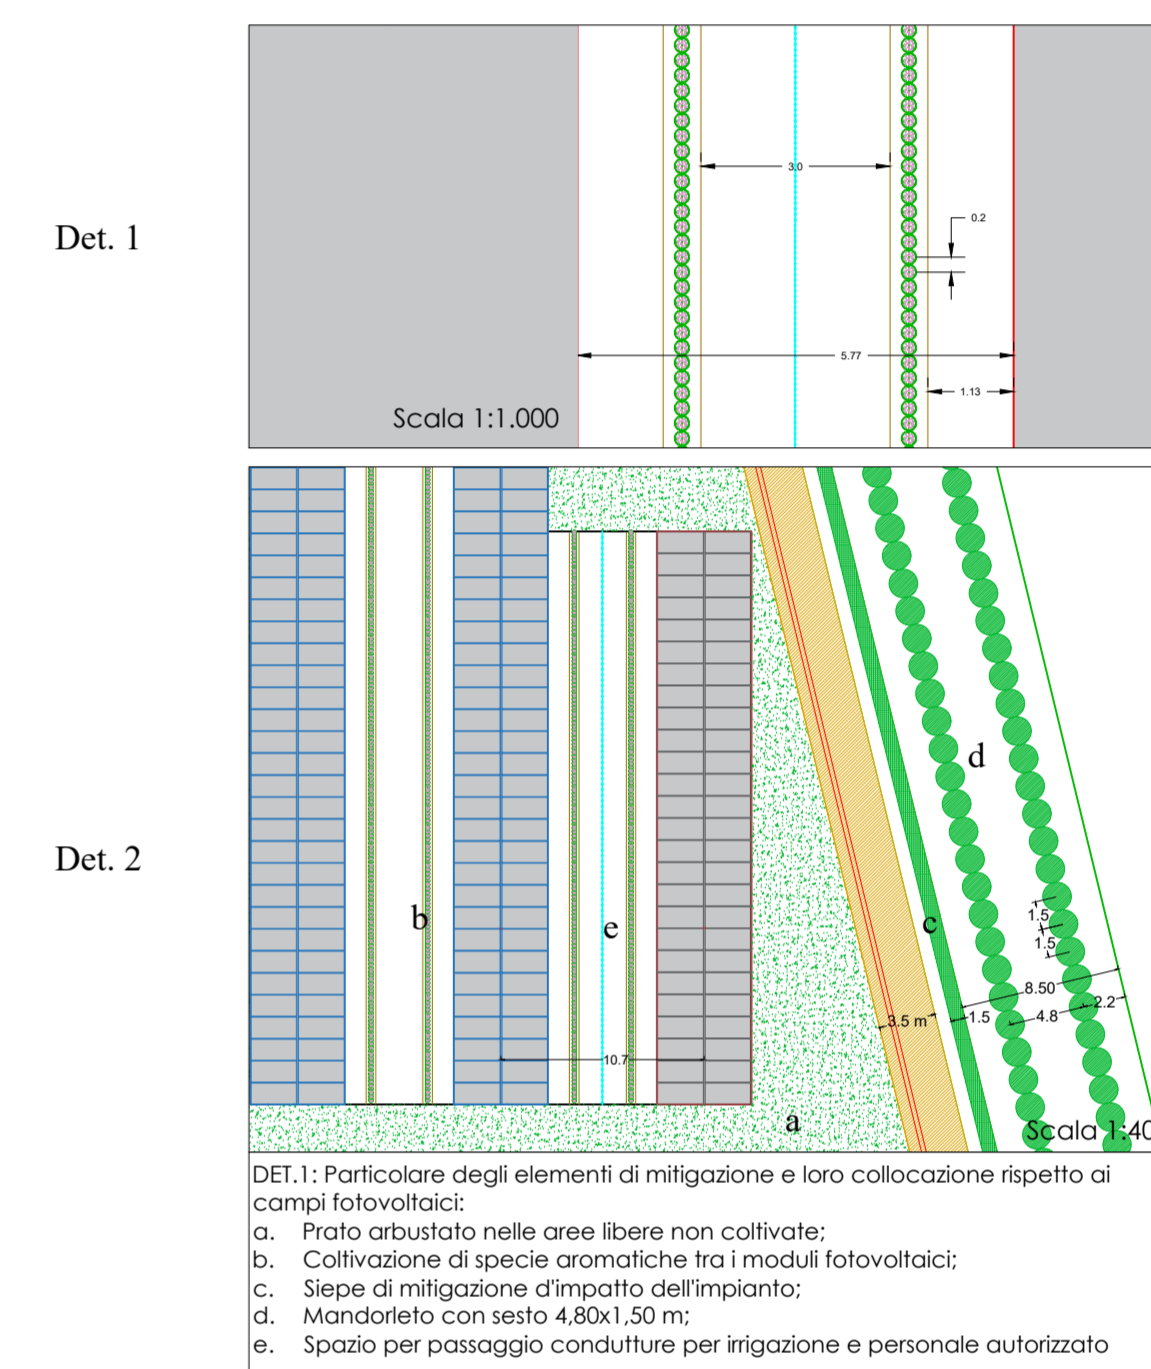 Det. 1
3.0
0.2
5.77
1.13
Scala 1:1.000
Det. 2
b
e
c
d
a
1.5
1.5
8.50
2.2
4.8
1.5
3.5 m
10.7
Scala 1:40
DET.1: Particolare degli elementi di mitigazione e loro collocazione rispetto ai
campi fotovoltaici:
a. Prato arbustato nelle aree libere non coltivate;
b. Coltivazione di specie aromatiche tra i moduli fotovoltaici;
c. Siepe di mitigazione d'impatto dell'impianto;
d. Mandorleto con sesto 4,80x1,50 m;
e. Spazio per passaggio condutture per irrigazione e personale autorizzato